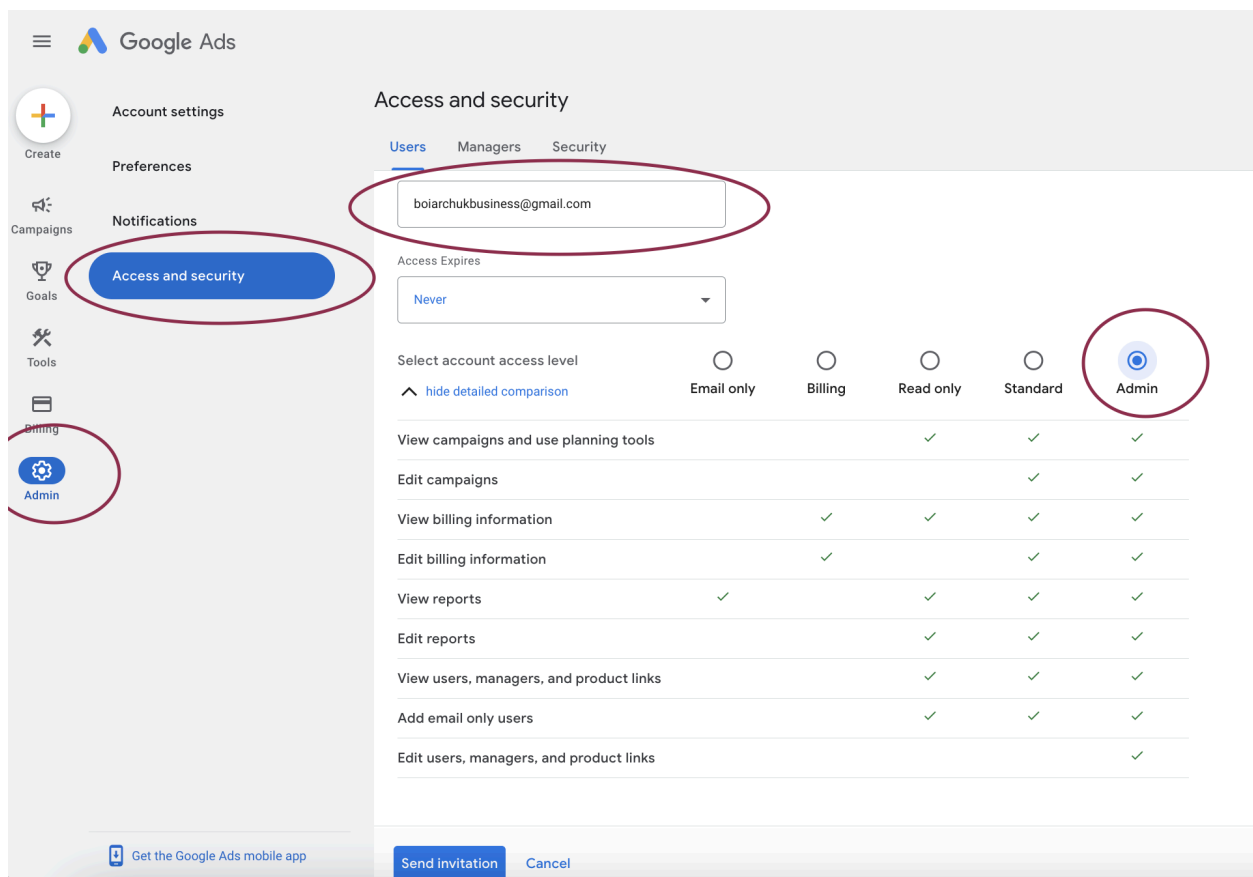 Google Ads
Create
Campaigns
Goals
Tools
Billing
Admin
Account settings
Preferences
Notifications
Access and security
Get the Google Ads mobile app
Access and security
Users Managers Security
boiarchukbusiness@gmail.com
Access Expires
Never
Select account access level
hide detailed comparison
Email only Billing Read only Standard Admin
View campaigns and use planning tools
Edit campaigns
View billing information
Edit billing information
View reports
Edit reports
View users, managers, and product links
Add email only users
Edit users, managers, and product links
Send invitation Cancel